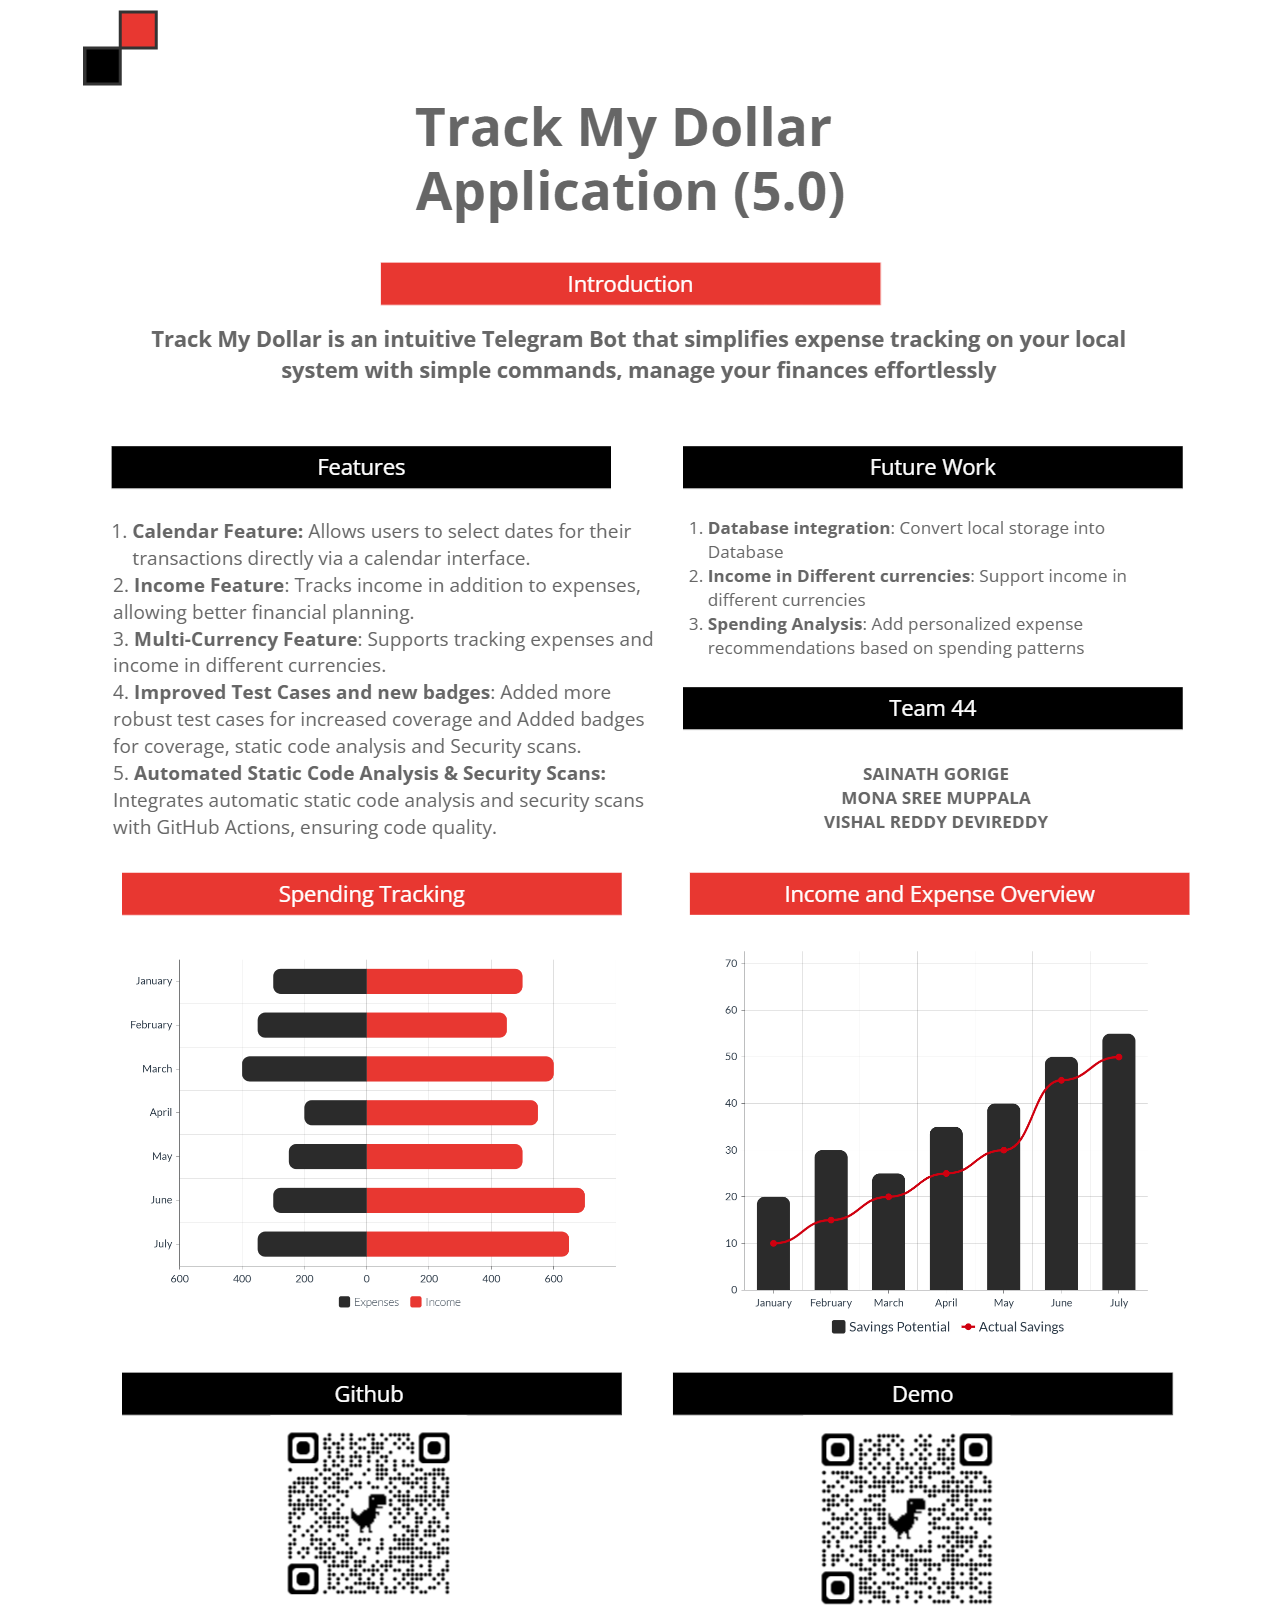 Track My Dollar
Application (5.0)
Introduction
Track My Dollar is an intuitive Telegram Bot that simplifies expense tracking on your local
system with simple commands, manage your finances effortlessly
Features
1. Calendar Feature: Allows users to select dates for their
transactions directly via a calendar interface.
2. Income Feature: Tracks income in addition to expenses,
allowing better financial planning.
3. Multi-Currency Feature: Supports tracking expenses and
income in different currencies.
4. Improved Test Cases and new badges: Added more
robust test cases for increased coverage and Added badges
for coverage, static code analysis and Security scans.
5. Automated Static Code Analysis & Security Scans:
Integrates automatic static code analysis and security scans
with GitHub Actions, ensuring code quality.
Future Work
1. Database integration: Convert local storage into
Database
2. Income in Different currencies: Support income in
different currencies
3. Spending Analysis: Add personalized expense
recommendations based on spending patterns
Team 44
SAINATH GORIGE
MONA SREE MUPPALA
VISHAL REDDY DEVIREDDY
Spending Tracking
January
February
March
April
May
June
July
600 400 200 0 200 400 600
Expenses Income
Income and Expense Overview
70
60
50
40
30
20
10
0
January February March April May June July
Savings Potential Actual Savings
Github
Demo